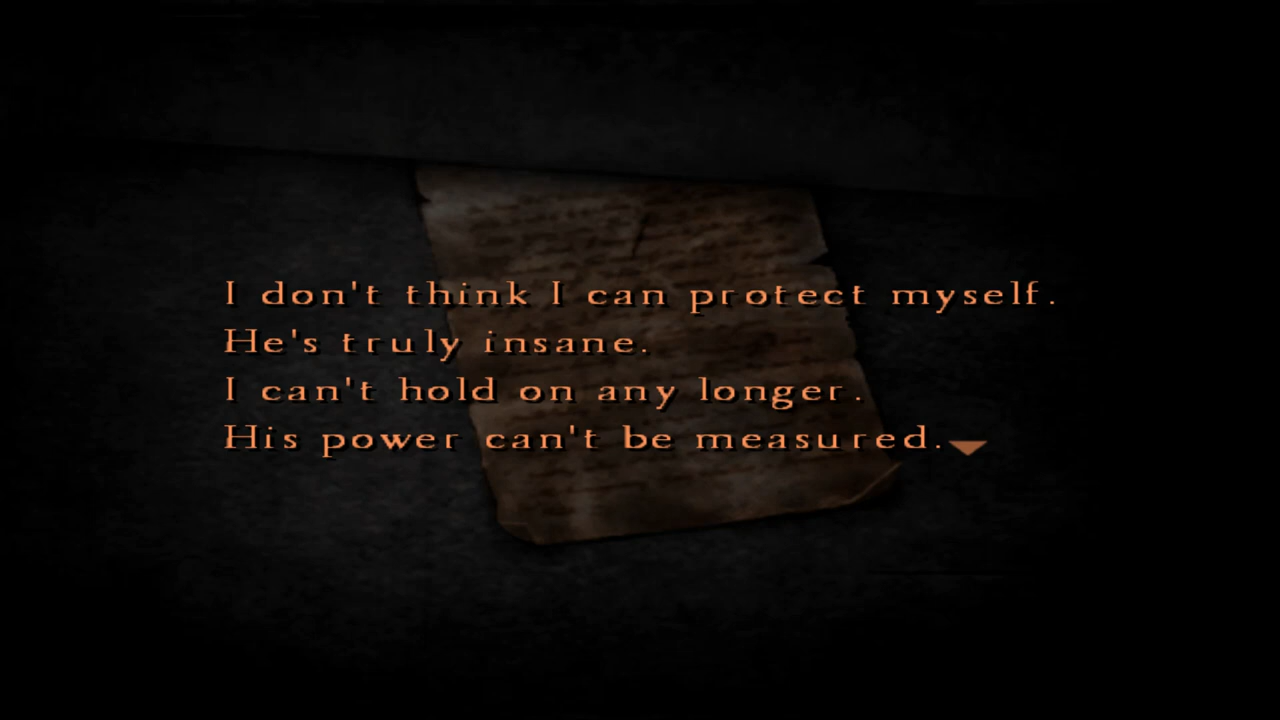 I don't think I can protect myself.
He's truly insane.
I can't hold on any longer.
His power can't be measured.